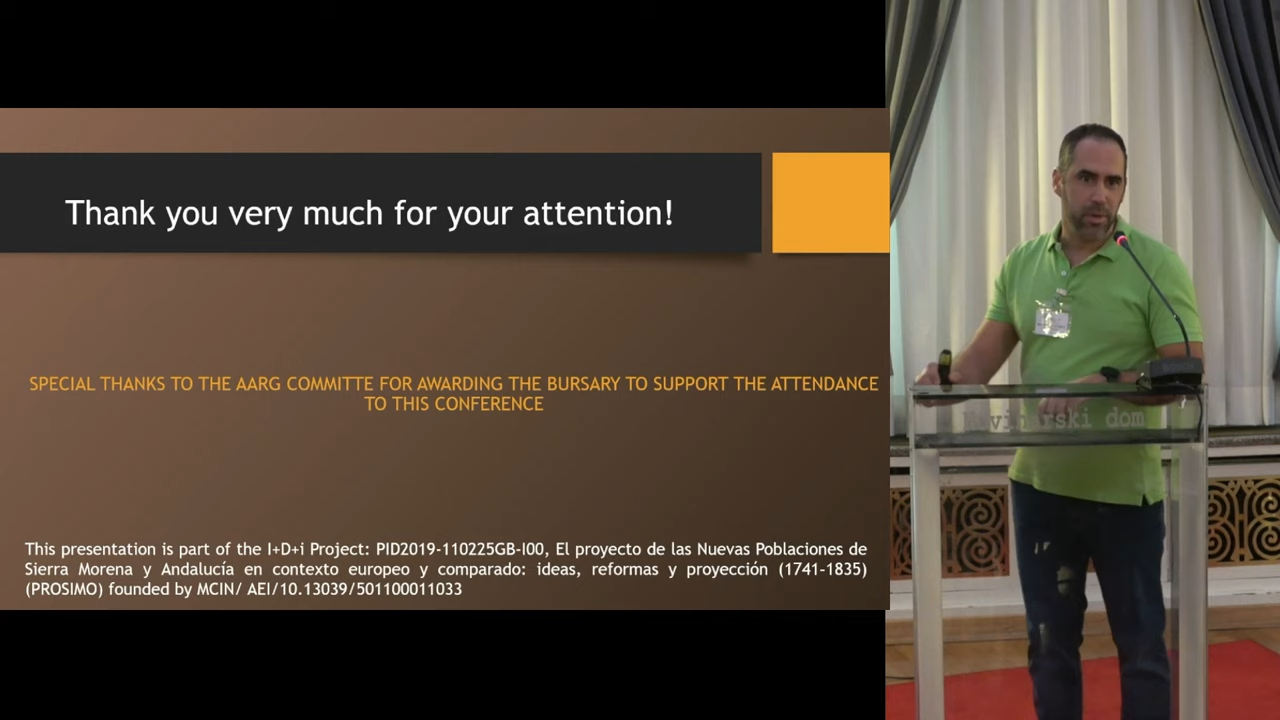 Thank you very much for your attention!
SPECIAL THANKS TO THE AARG COMMITTE FOR AWARDING THE BURSARY TO SUPPORT THE ATTENDANCE
TO THIS CONFERENCE
This presentation is part of the I+D+i Project: PID2019-110225GB-I00, El proyecto de las Nuevas Poblaciones de
Sierra Morena y Andalucía en contexto europeo y comparado: ideas, reformas y proyección (1741-1835)
(PROSIMO) founded by MCIN/ AEI/10.13039/501100011033
dom